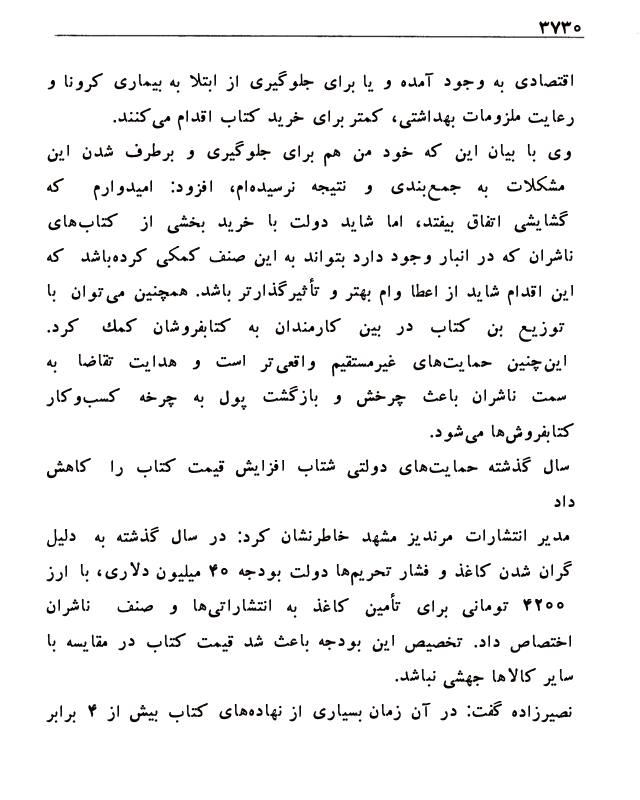 ۳۷۳۰
اقتصادی به وجود آمده و یا برای جلوگیری از ابتلا به بیماری کرونا و
رعایت ملزومات بهداشتی، کمتر برای خرید کتاب اقدام می‌کنند.
وی با بیان این که خود من هم برای جلوگیری و برطرف شدن این
مشکلات به جمع‌بندی و نتیجه نرسیده‌ام، افزود: امیدوارم که
گشایشی اتفاق بیفتد، اما شاید دولت با خرید بخشی از کتاب‌های
ناشران که در انبار وجود دارد بتواند به این صنف کمکی کرده‌باشد که
این اقدام شاید از اعطا وام بهتر و تأثیرگذارتر باشد. همچنین می‌توان با
توزیع بن کتاب در بین کارمندان به کتابفروشان کمك کرد.
این‌چنین حمایت‌های غیرمستقیم واقعی‌تر است و هدایت تقاضا به
سمت ناشران باعث چرخش و بازگشت پول به چرخه کسب‌وکار
کتابفروش‌ها می‌شود.
سال گذشته حمایت‌های دولتی شتاب افزایش قیمت کتاب را کاهش
داد
مدیر انتشارات مرندیز مشهد خاطرنشان کرد: در سال گذشته به دلیل
گران شدن کاغذ و فشار تحریم‌ها دولت بودجه ۴۰ میلیون دلاری، با ارز
۴۲۰۰ تومانی برای تأمین کاغذ به انتشاراتی‌ها و صنف ناشران
اختصاص داد. تخصیص این بودجه باعث شد قیمت کتاب در مقایسه با
سایر کالاها جهشی نباشد.
نصیرزاده گفت: در آن زمان بسیاری از نهاده‌های کتاب بیش از ۴ برابر